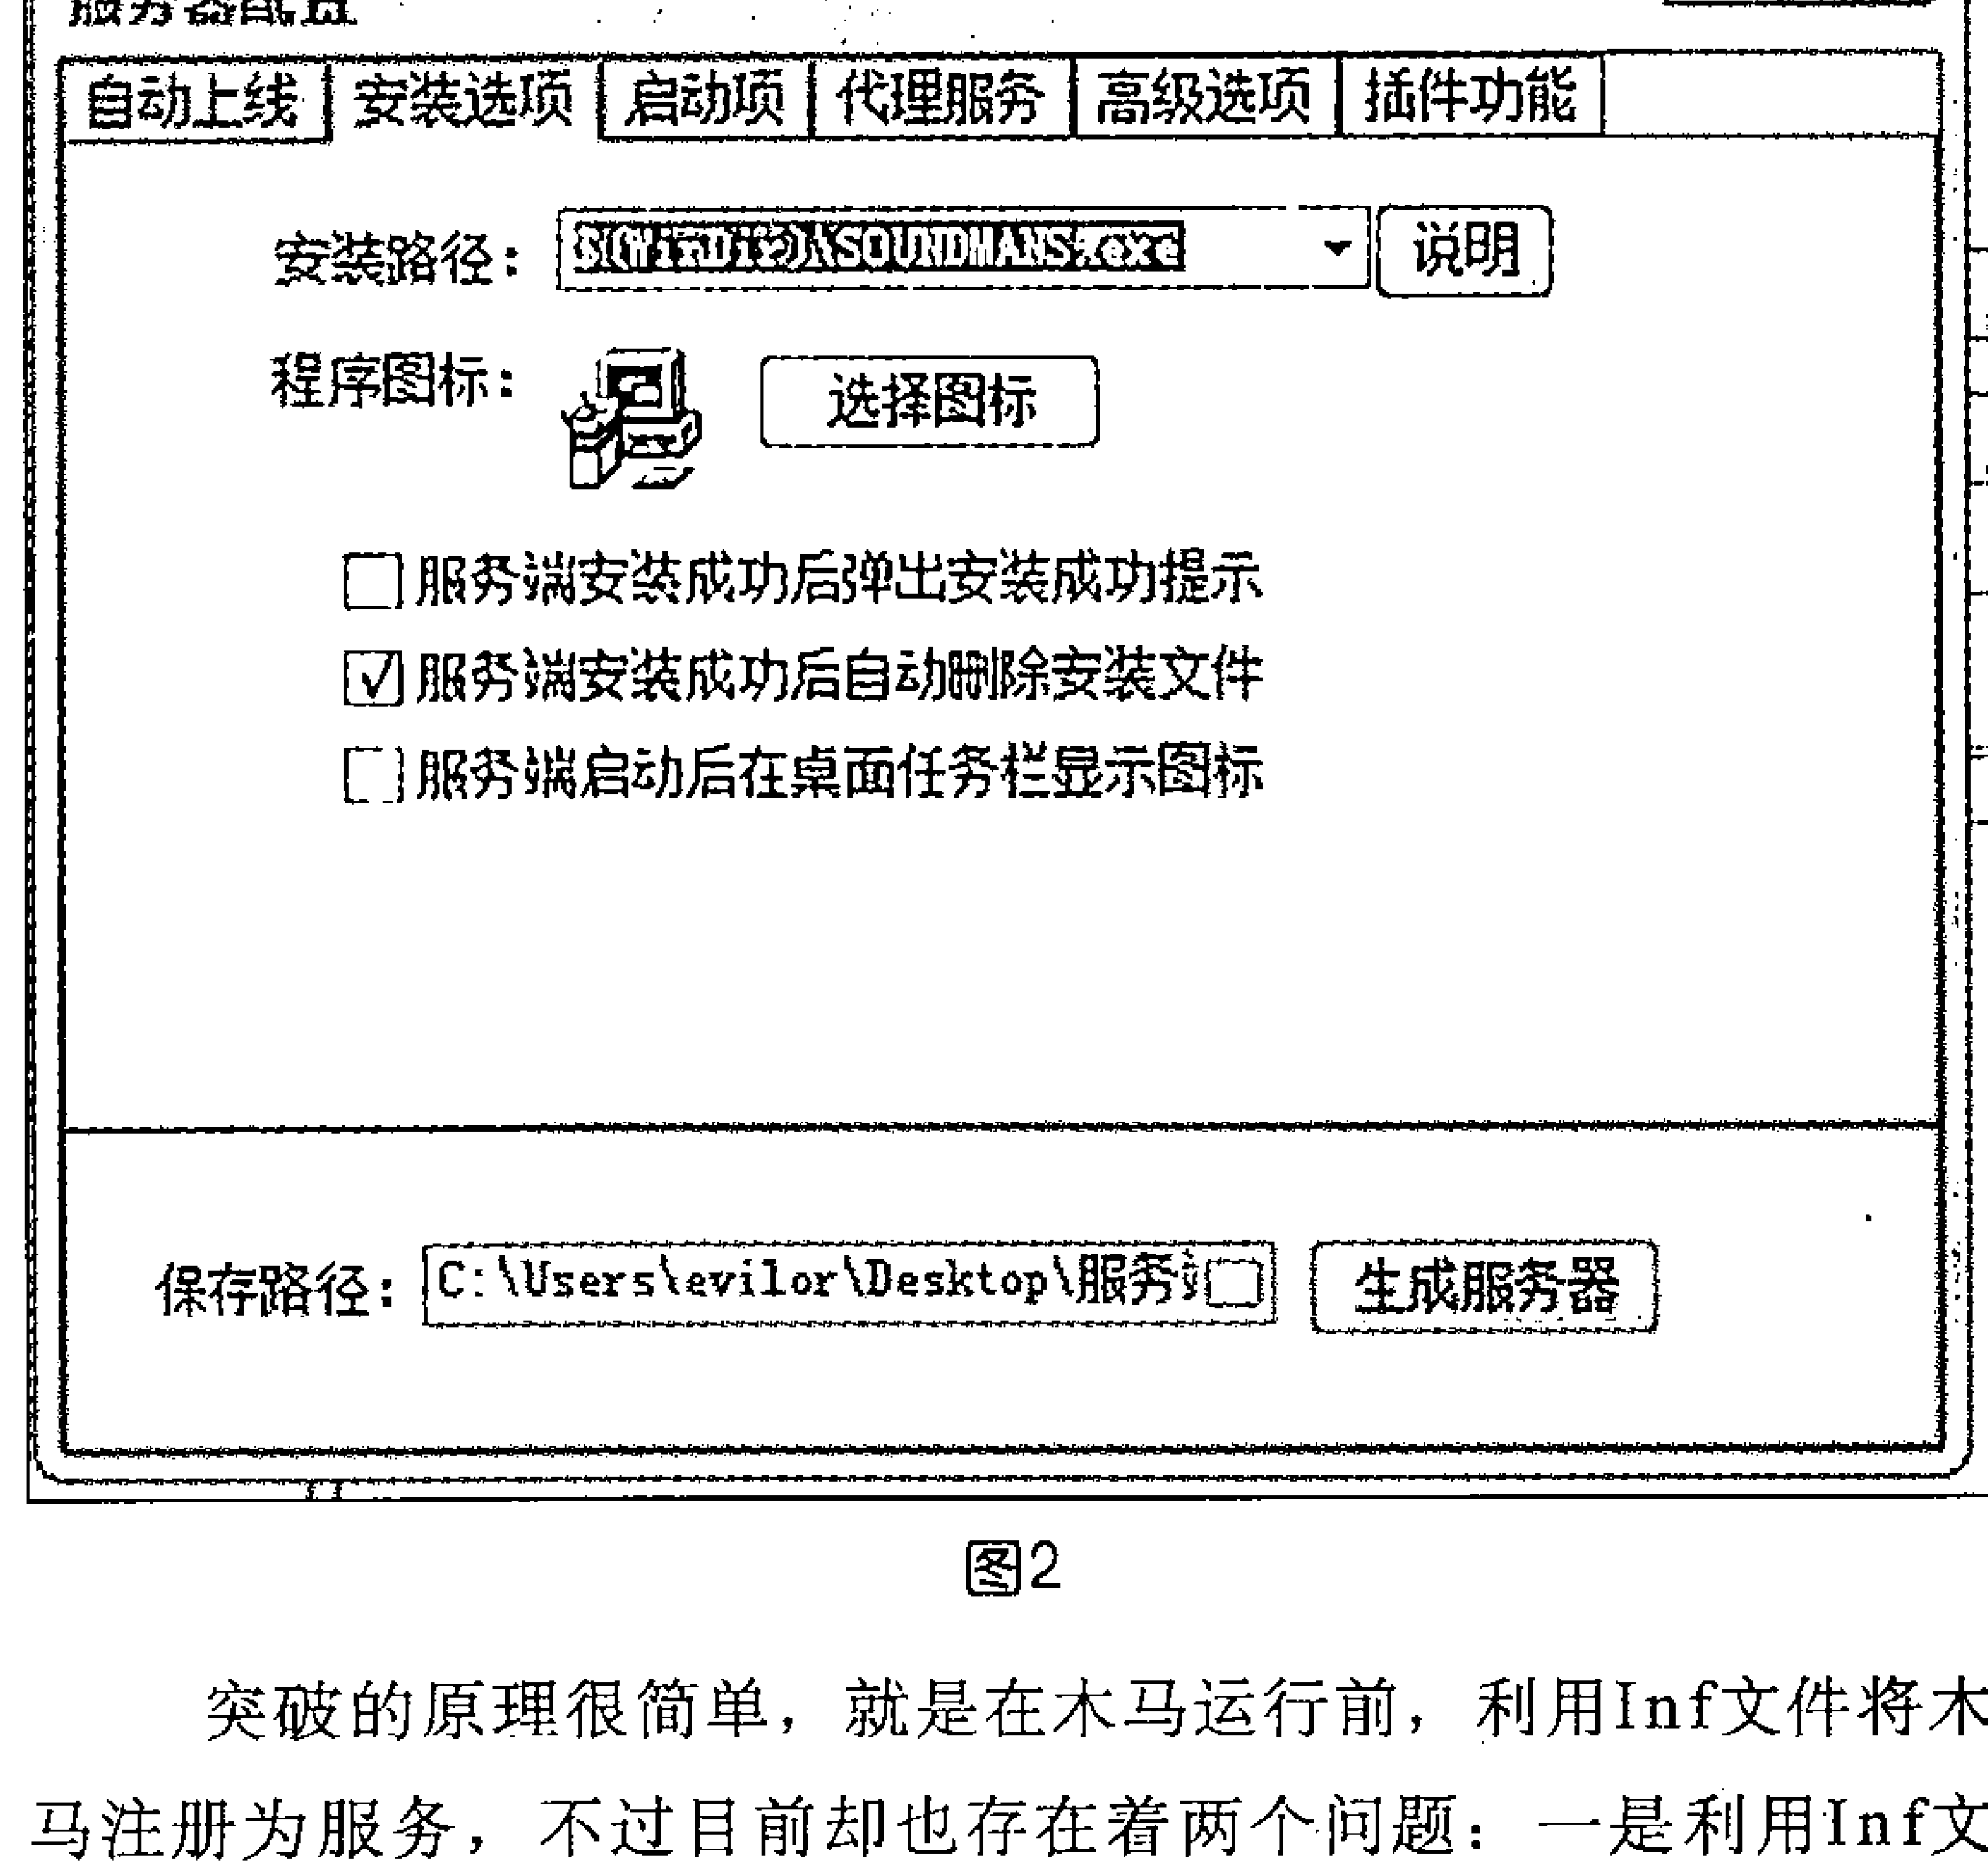 服务器配置
自动上线 安装选项 启动项 代理服务 高级选项 插件功能
安装路径： $(WinDir)\SOUNDMANS.exe 说明
程序图标： 选择图标
服务端安装成功后弹出安装成功提示
服务端安装成功后自动删除安装文件
服务端启动后在桌面任务栏显示图标
保存路径： C:\Users\evilor\Desktop\服务 生成服务器
图2
突破的原理很简单，就是在木马运行前，利用Inf文件将木
马注册为服务，不过目前却也存在着两个问题：一是利用Inf文